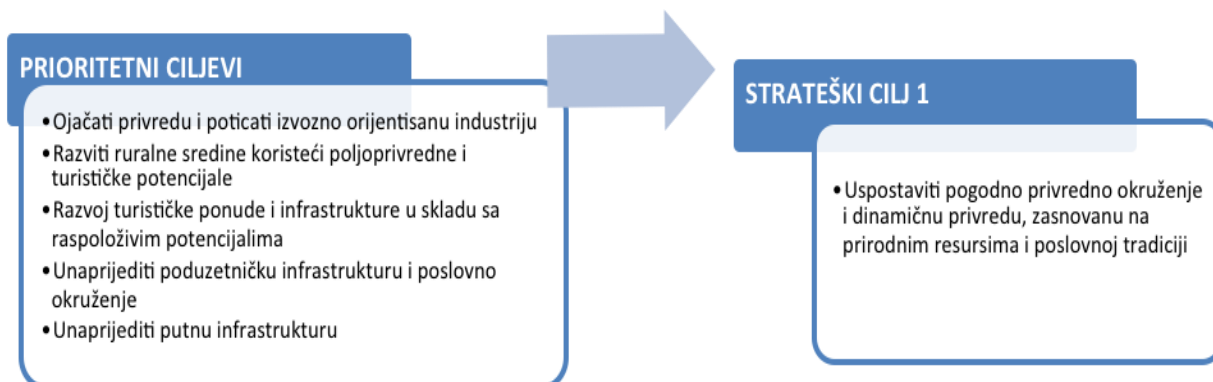 PRIORITETNI CILJEVI
•Ojačati privredu i poticati izvozno orijentisanu industriju
•Razviti ruralne sredine koristeći poljoprivredne i
turističke potencijale
•Razvoj turističke ponude i infrastrukture u skladu sa
raspoloživim potencijalima
•Unaprijediti poduzetničku infrastrukturu i poslovno
okruženje
•Unaprijediti putnu infrastrukturu
STRATEŠKI CILJ 1
•Uspostaviti pogodno privredno okruženje
i dinamičnu privredu, zasnovanu na
prirodnim resursima i poslovnoj tradiciji